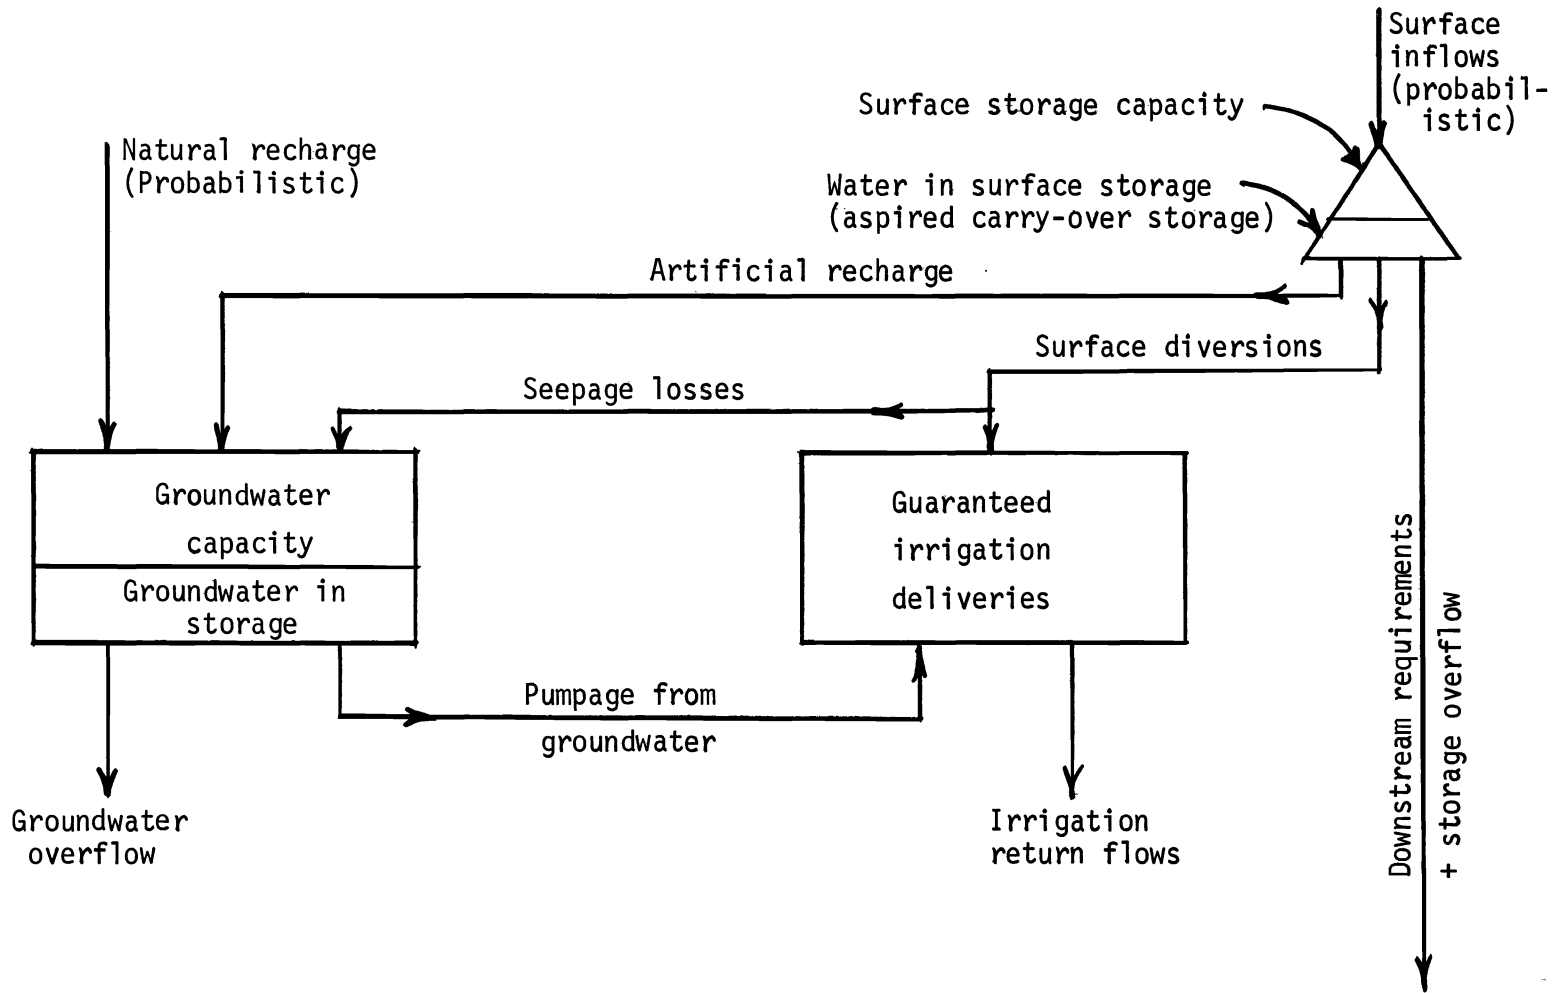 Surface
inflows
(probabil-
istic)
Surface storage capacity
Natural recharge
(Probabilistic)
Water in surface storage
(aspired carry-over storage)
Artificial recharge
Surface diversions
Seepage losses
Groundwater
capacity
Groundwater in
storage
Guaranteed
irrigation
deliveries
Pumpage from
groundwater
Groundwater
overflow
Irrigation
return flows
Downstream requirements
+ storage overflow